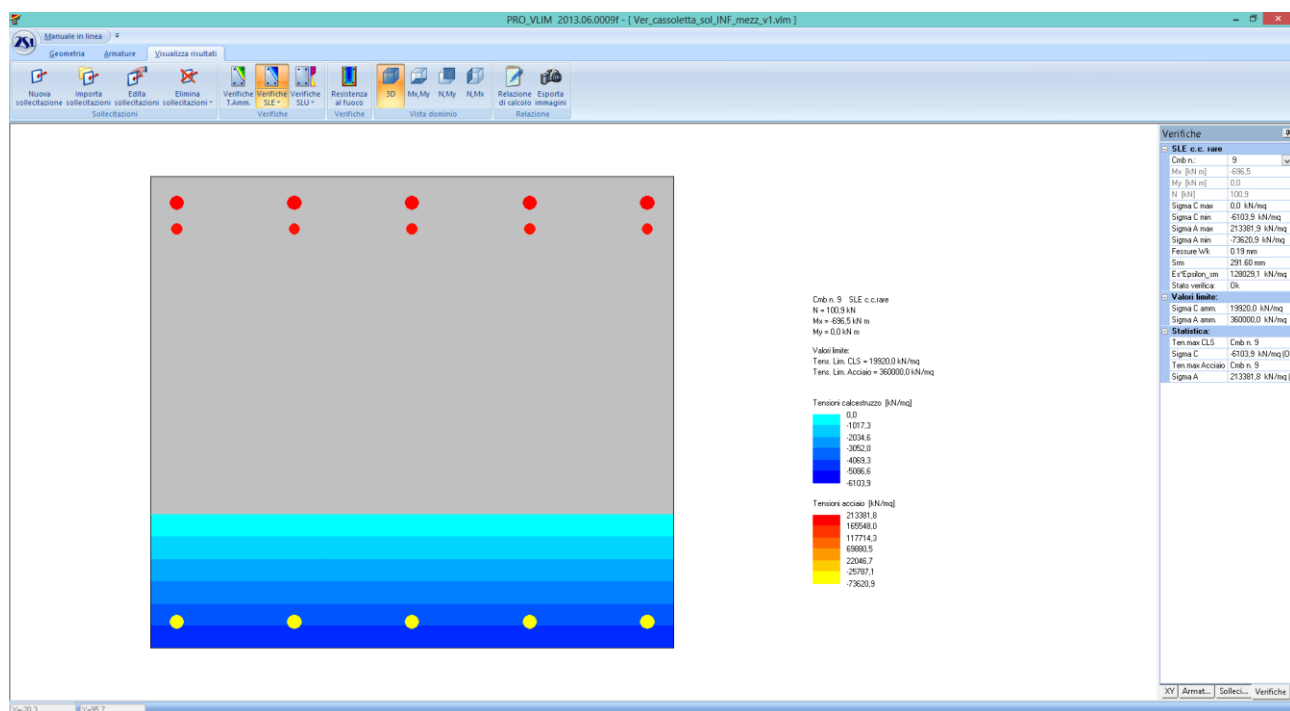 PRO_VLIM 2013.06.0009f - [ Ver_cassoletta_sol_INF_mezz_v1.vlm ]
2SI Manuale in linea
Geometria Armature Visualizza risultati
Nuova sollecitazione
Importa sollecitazioni
Edita sollecitazioni
Elimina sollecitazioni
Verifiche T.Amm.
Verifiche SLE
Verifiche SLU
Resistenza al fuoco
3D
Mx,My
N,My
N,Mx
Relazione di calcolo
Esporta immagini
Sollecitazioni
Verifiche
Verifiche
Vista dominio
Relazione
Cmb n. 9 SLE c.c.rare
N = 100,9 kN
Mx = -696,5 kN m
My = 0,0 kN m
Valori limite:
Tens. Lim. CLS = 19920,0 kN/mq
Tens. Lim. Acciaio = 360000,0 kN/mq
Tensioni calcestruzzo [kN/mq]
0,0
-1017,3
-2034,6
-3052,0
-4069,3
-5086,6
-6103,9
Tensioni acciaio [kN/mq]
213381,8
165548,0
117714,3
69880,5
22046,7
-25787,1
-73620,9
Verifiche
SLE c.c. rare
Cmb n.: 9
Mx [kN m] -696,5
My [kN m] 0,0
N [kN] 100,9
Sigma C max 0,0 kN/mq
Sigma C min -6103,9 kN/mq
Sigma A max 213381,9 kN/mq
Sigma A min -73620,9 kN/mq
Fessure Wk 0.19 mm
Srm 291.60 mm
Es*Epsilon_sm 128029,1 kN/mq
Stato verifica: Ok
Valori limite:
Sigma C amm. 19920,0 kN/mq
Sigma A amm. 360000,0 kN/mq
Statistica:
Ten.max CLS Cmb n. 9
Sigma C -6103,9 kN/mq (O
Ten.max Acciaio Cmb n. 9
Sigma A 213381,8 kN/mq (
XY Armat... Solleci... Verifiche
X=-20.3 Y=95.7